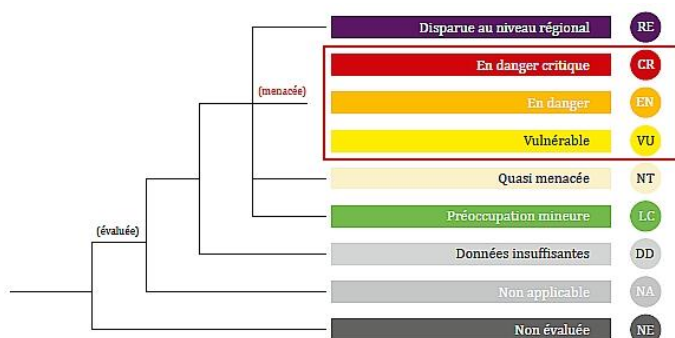 Disparue au niveau régional RE
En danger critique CR
(menacée)
En danger EN
Vulnérable VU
Quasi menacée NT
Préoccupation mineure LC
(évaluée)
Données insuffisantes DD
Non applicable NA
Non évaluée NE